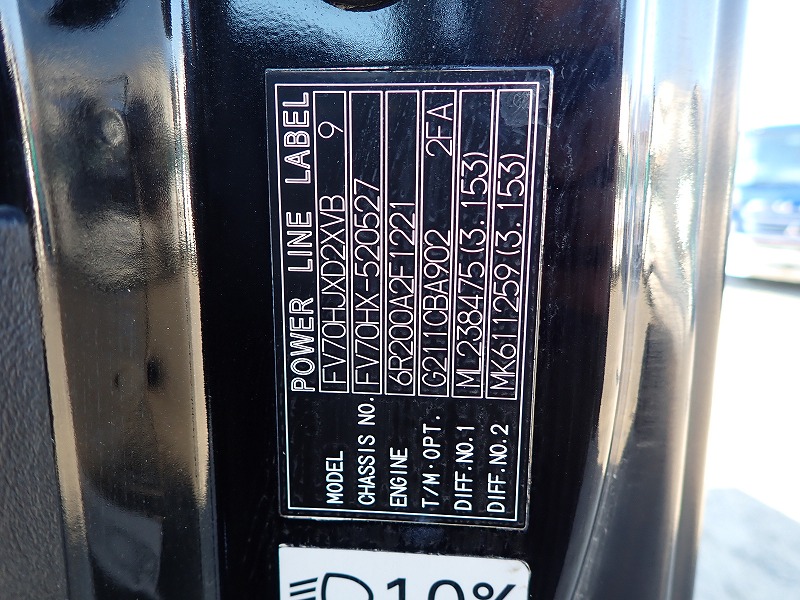 POWER LINE LABEL
MODEL FV70HJXD2XVB 9
CHASSIS NO. FV70HX-520527
ENGINE 6R200A2F1221
T/M·OPT. G211CBA902 2FA
DIFF.NO.1 ML238475(3.153)
DIFF.NO.2 MK611259(3.153)
10%